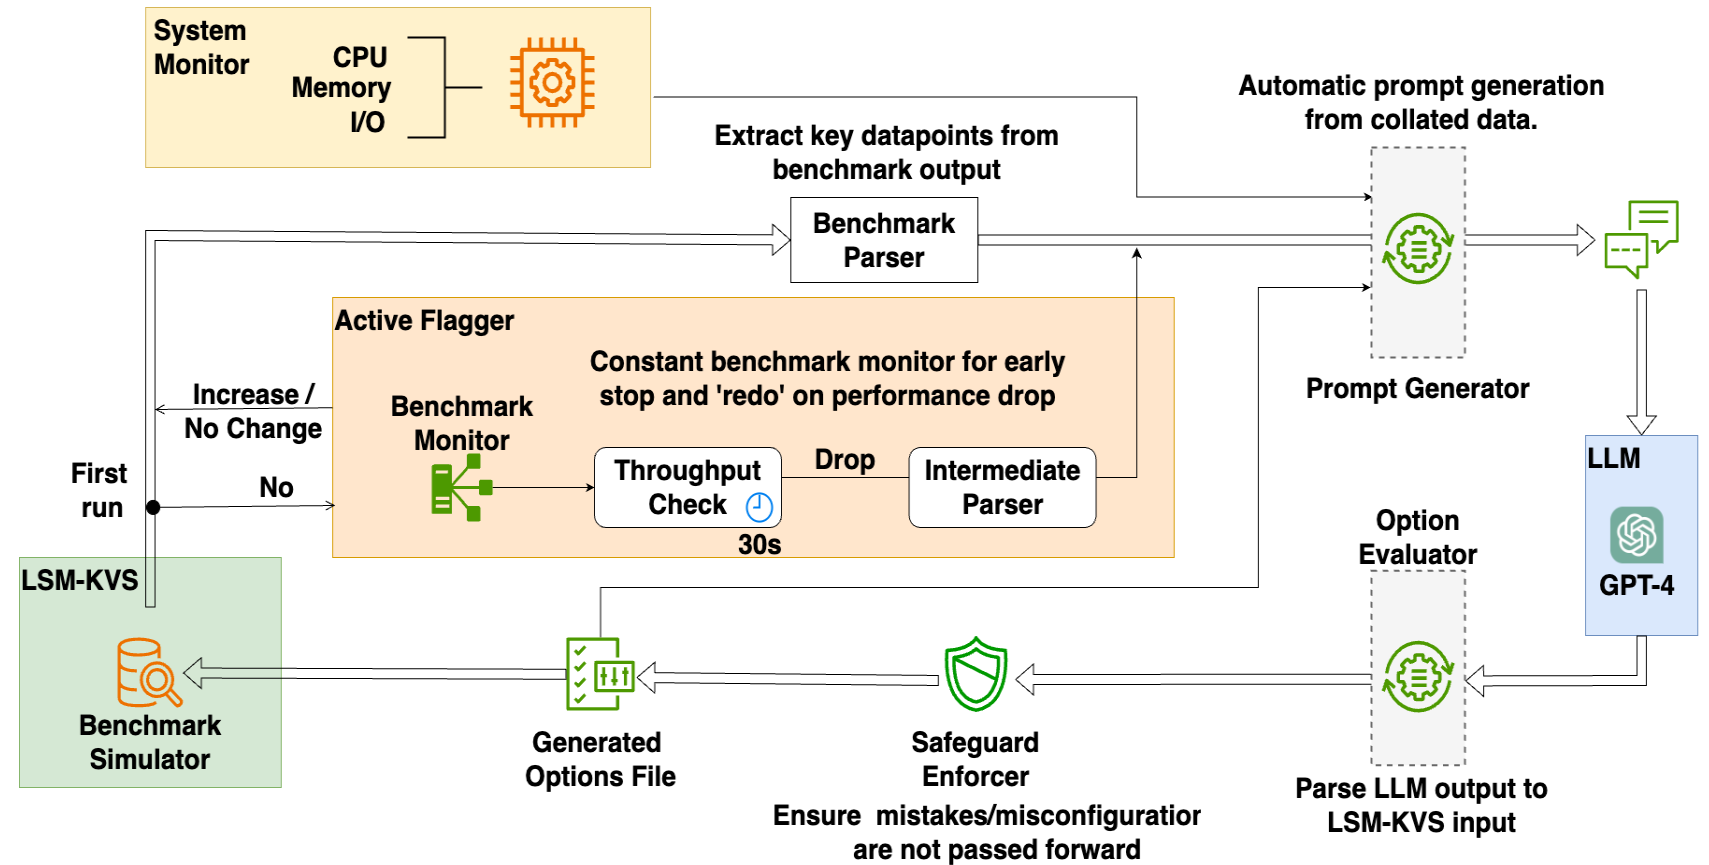 System
Monitor
CPU
Memory
I/O
Automatic prompt generation
from collated data.
Extract key datapoints from
benchmark output
Benchmark
Parser
Prompt Generator
Active Flagger
Constant benchmark monitor for early
stop and 'redo' on performance drop
Benchmark
Monitor
Throughput
Check
30s
Drop
Intermediate
Parser
Increase /
No Change
First
run
No
LLM
GPT-4
Option
Evaluator
Parse LLM output to
LSM-KVS input
LSM-KVS
Benchmark
Simulator
Generated
Options File
Safeguard
Enforcer
Ensure  mistakes/misconfiguration
are not passed forward